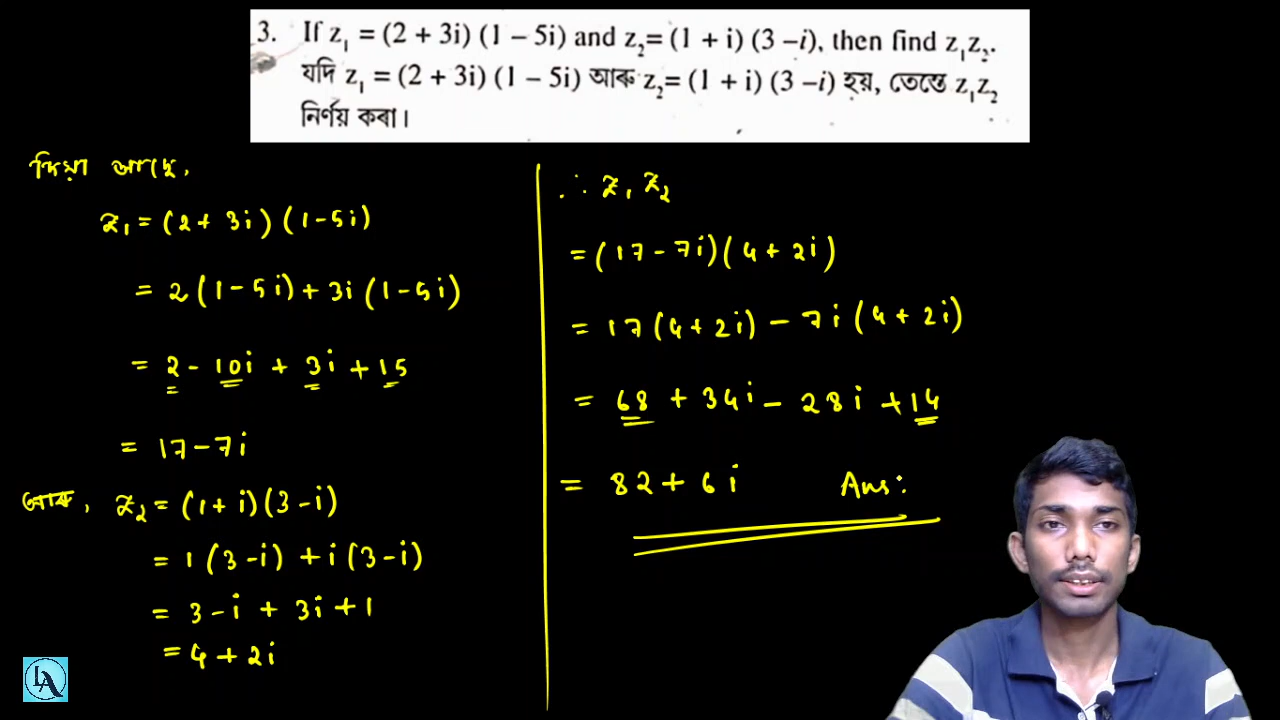 3. If z₁ = (2 + 3i) (1 – 5i) and z₂= (1 + i) (3 –i), then find z₁z₂.
যদি z₁ = (2 + 3i) (1 – 5i) আৰু z₂= (1 + i) (3 –i) হয়, তেন্তে z₁z₂
নিৰ্ণয় কৰা।
দিয়া আছে,
z₁ = (2 + 3i) (1 - 5i)
= 2 (1 - 5i) + 3i (1 - 5i)
= 2 - 10i + 3i + 15
= 17 - 7i
আৰু, z₂ = (1 + i) (3 - i)
= 1 (3 - i) + i (3 - i)
= 3 - i + 3i + 1
= 4 + 2i
∴ z₁ z₂
= (17 - 7i) (4 + 2i)
= 17 (4 + 2i) - 7i (4 + 2i)
= 68 + 34i - 28i + 14
= 82 + 6i Ans:
LA